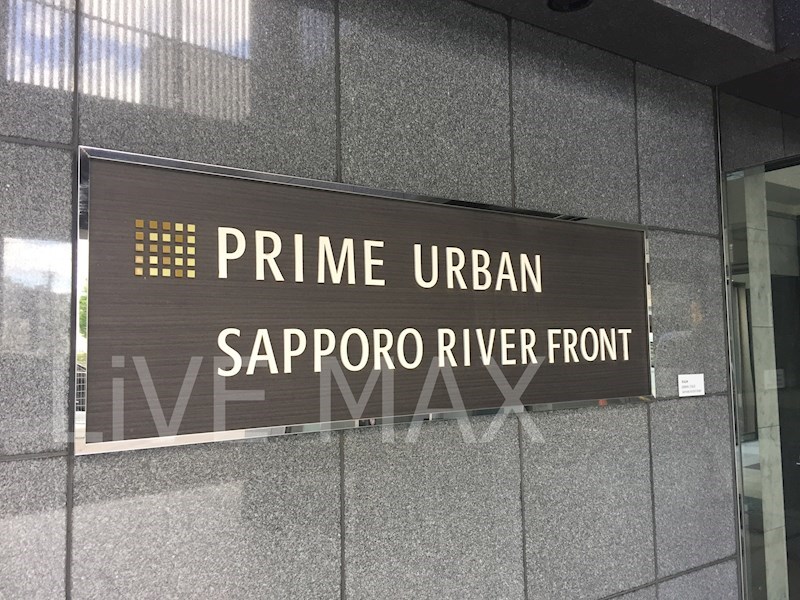 PRIME URBAN
SAPPORO RIVER FRONT
LiVE MAX